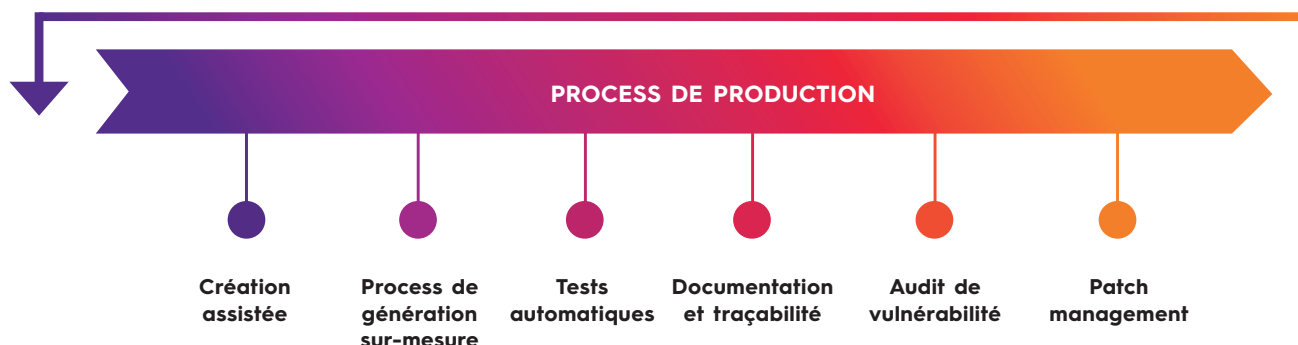 PROCESS DE PRODUCTION
Création
assistée
Process de
génération
sur-mesure
Tests
automatiques
Documentation
et traçabilité
Audit de
vulnérabilité
Patch
management